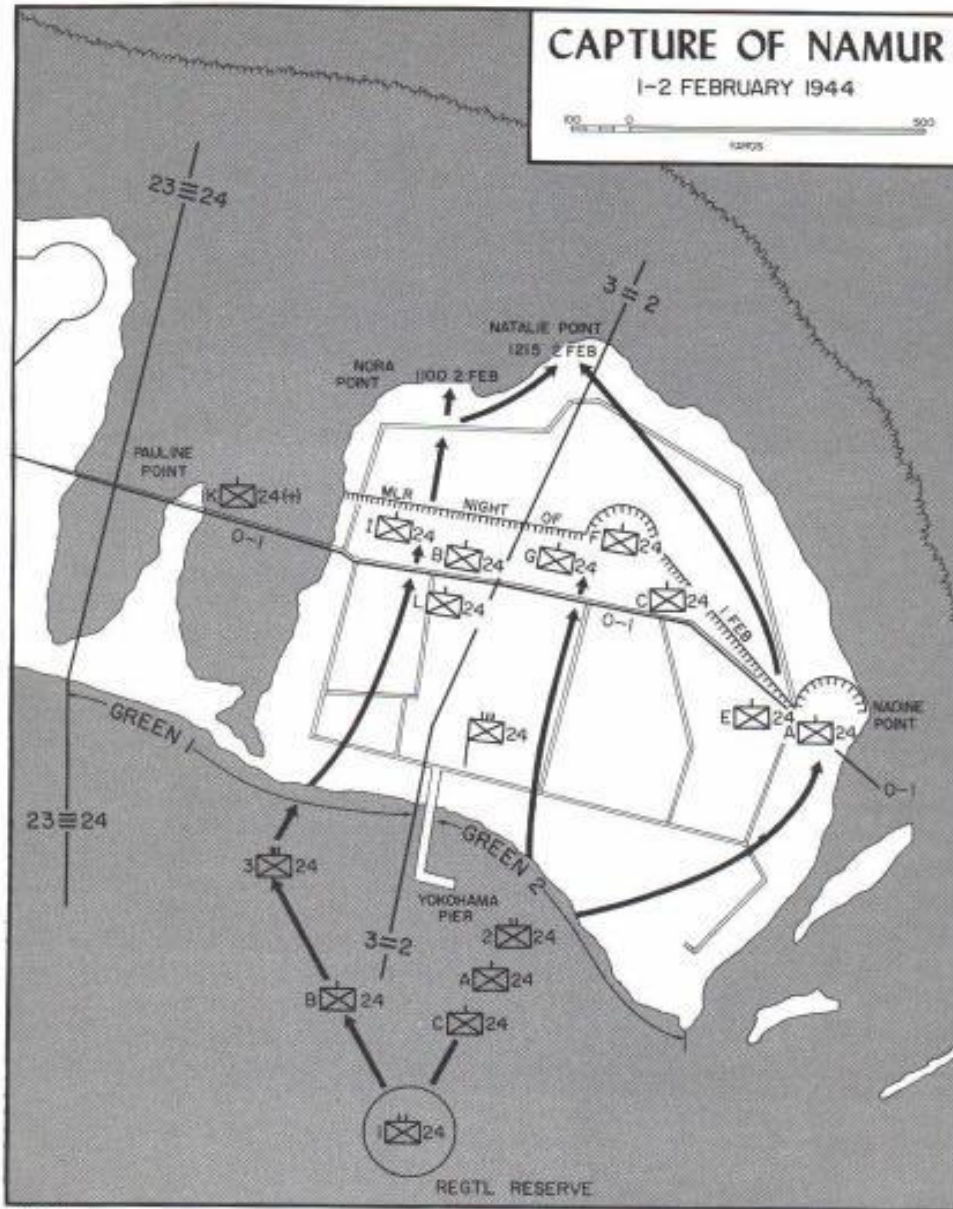 CAPTURE OF NAMUR
1-2 FEBRUARY 1944
100 0 500
YARDS
23 24
3 2
NATALIE POINT
1215 2 FEB
NORA POINT
1100 2 FEB
PAULINE POINT
K 24(+)
O-1
MLR NIGHT OF 1 FEB
I 24
B 24
G 24
F 24
L 24
C 24
O-1
24
E 24
A 24
NADINE POINT
O-1
GREEN 1
23 24
3 24
GREEN 2
YOKOHAMA PIER
3 2
2 24
A 24
B 24
C 24
1 24
REGTL RESERVE